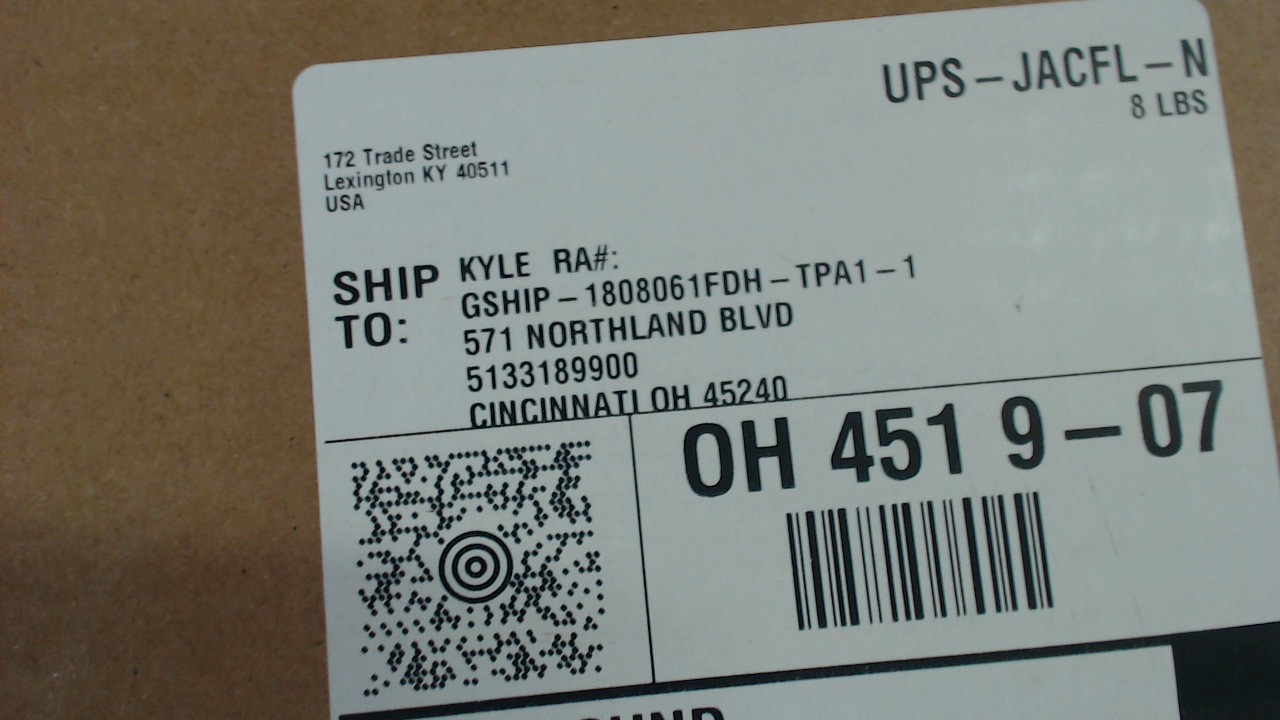 UPS – JACFL – N
8 LBS
172 Trade Street
Lexington KY 40511
USA
SHIP TO:
KYLE RA#:
GSHIP – 1808061FDH – TPA1 – 1
571 NORTHLAND BLVD
5133189900
CINCINNATI OH 45240
OH 451 9 – 07